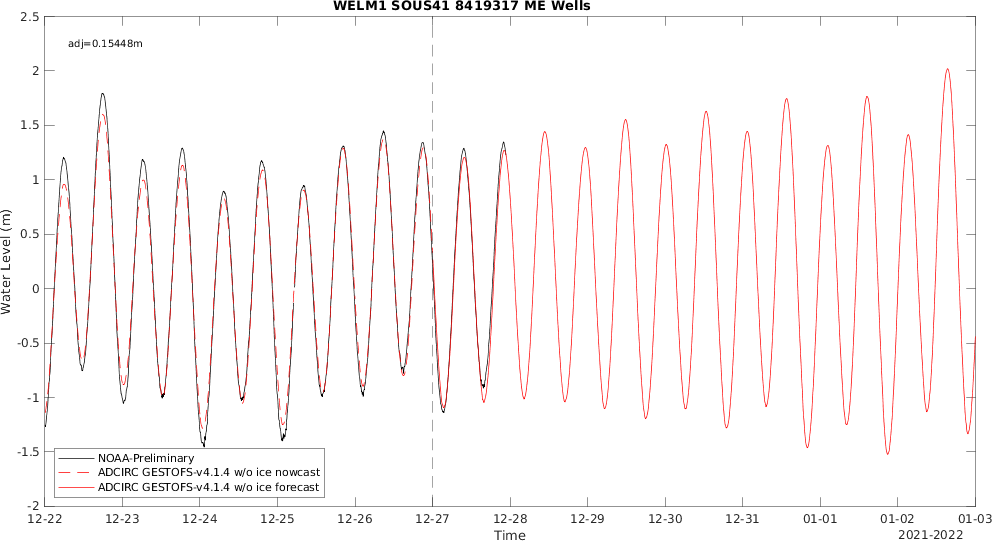 WELM1 SOUS41 8419317 ME Wells
adj=0.15448m
2.5
2
1.5
1
0.5
0
-0.5
-1
-1.5
-2
Water Level (m)
NOAA-Preliminary
ADCIRC GESTOFS-v4.1.4 w/o ice nowcast
ADCIRC GESTOFS-v4.1.4 w/o ice forecast
12-22 12-23 12-24 12-25 12-26 12-27 12-28 12-29 12-30 12-31 01-01 01-02 01-03
Time
2021-2022